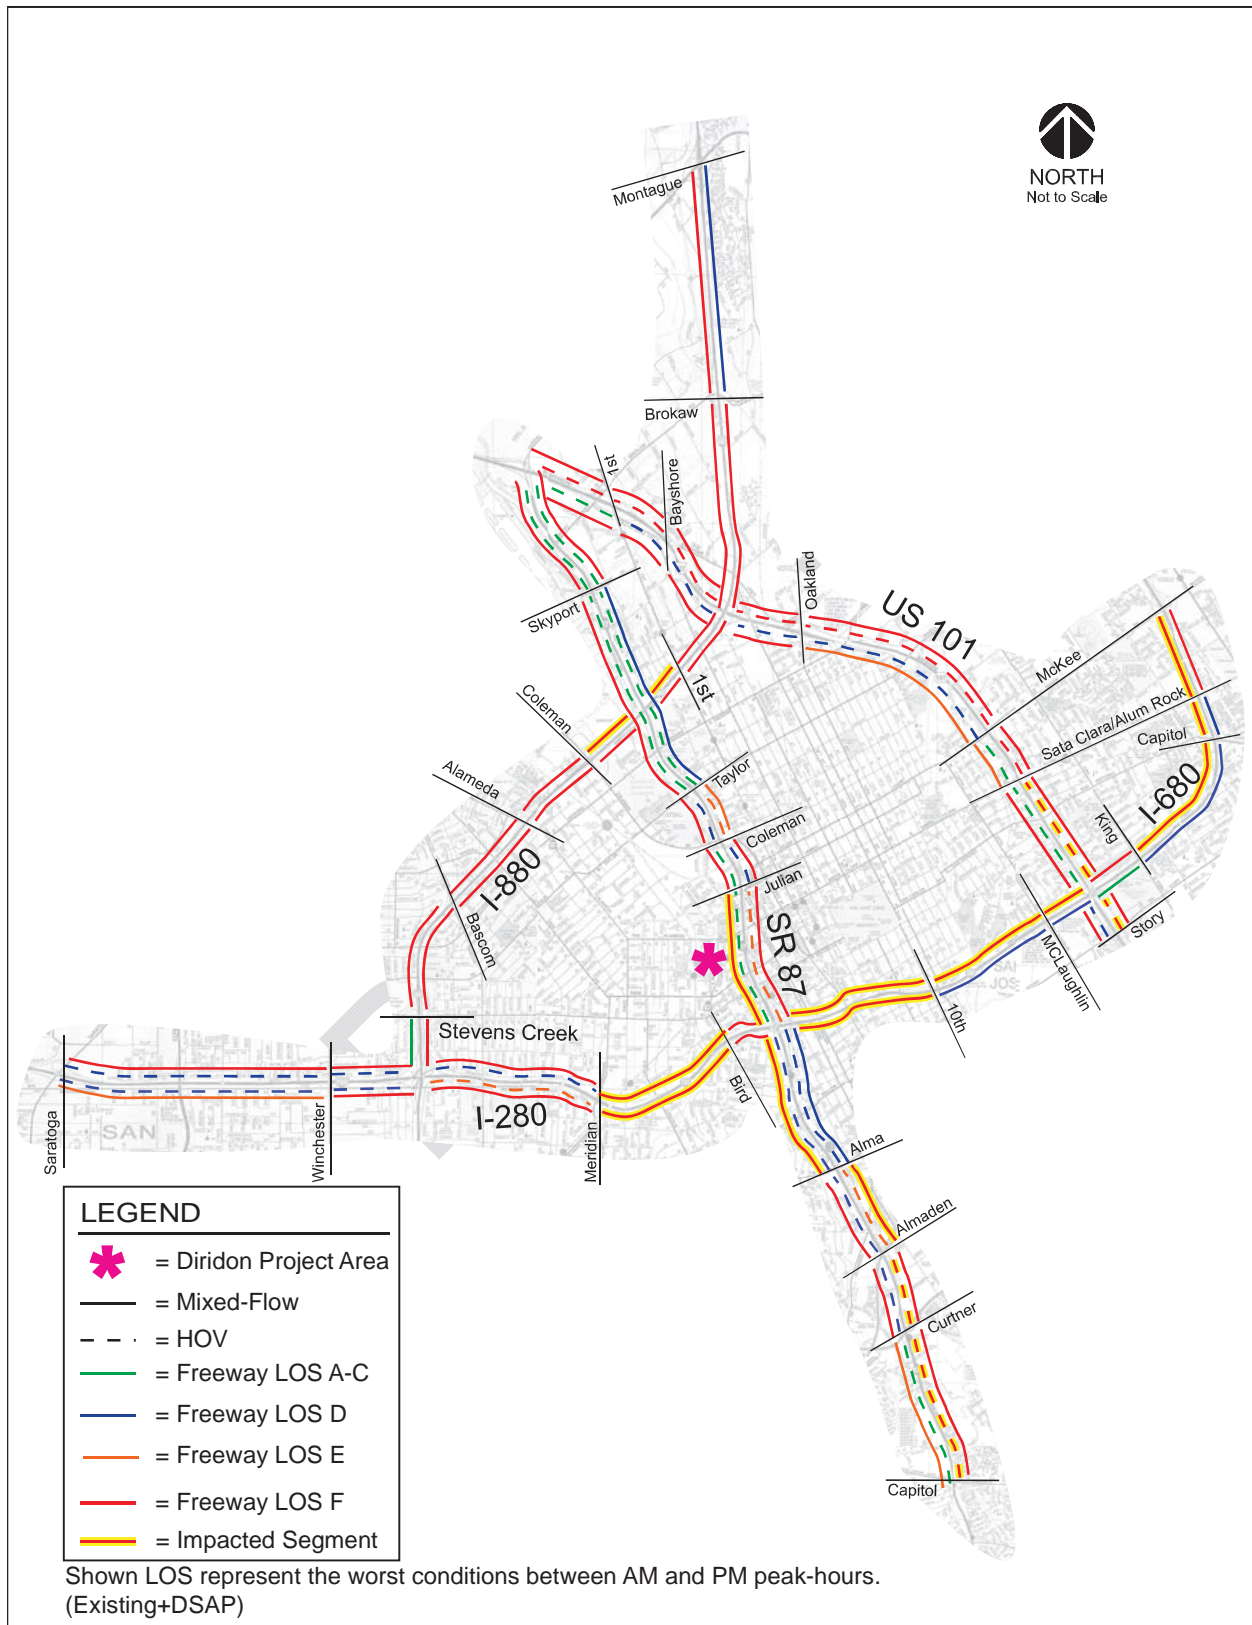 NORTH
Not to Scale
Montague
Brokaw
1st
Bayshore
Oakland
US 101
Skyport
McKee
1st
Sata Clara/Alum Rock
Coleman
Capitol
Alameda
Taylor
I-680
Coleman
King
I-880
Julian
Bascom
SR 87
Story
MCLaughlin
SAN
JOS
10th
Stevens Creek
Bird
I-280
SAN
Saratoga
Winchester
Meridian
Alma
Almaden
Curtner
Capitol
LEGEND
= Diridon Project Area
= Mixed-Flow
= HOV
= Freeway LOS A-C
= Freeway LOS D
= Freeway LOS E
= Freeway LOS F
= Impacted Segment
Shown LOS represent the worst conditions between AM and PM peak-hours.
(Existing+DSAP)